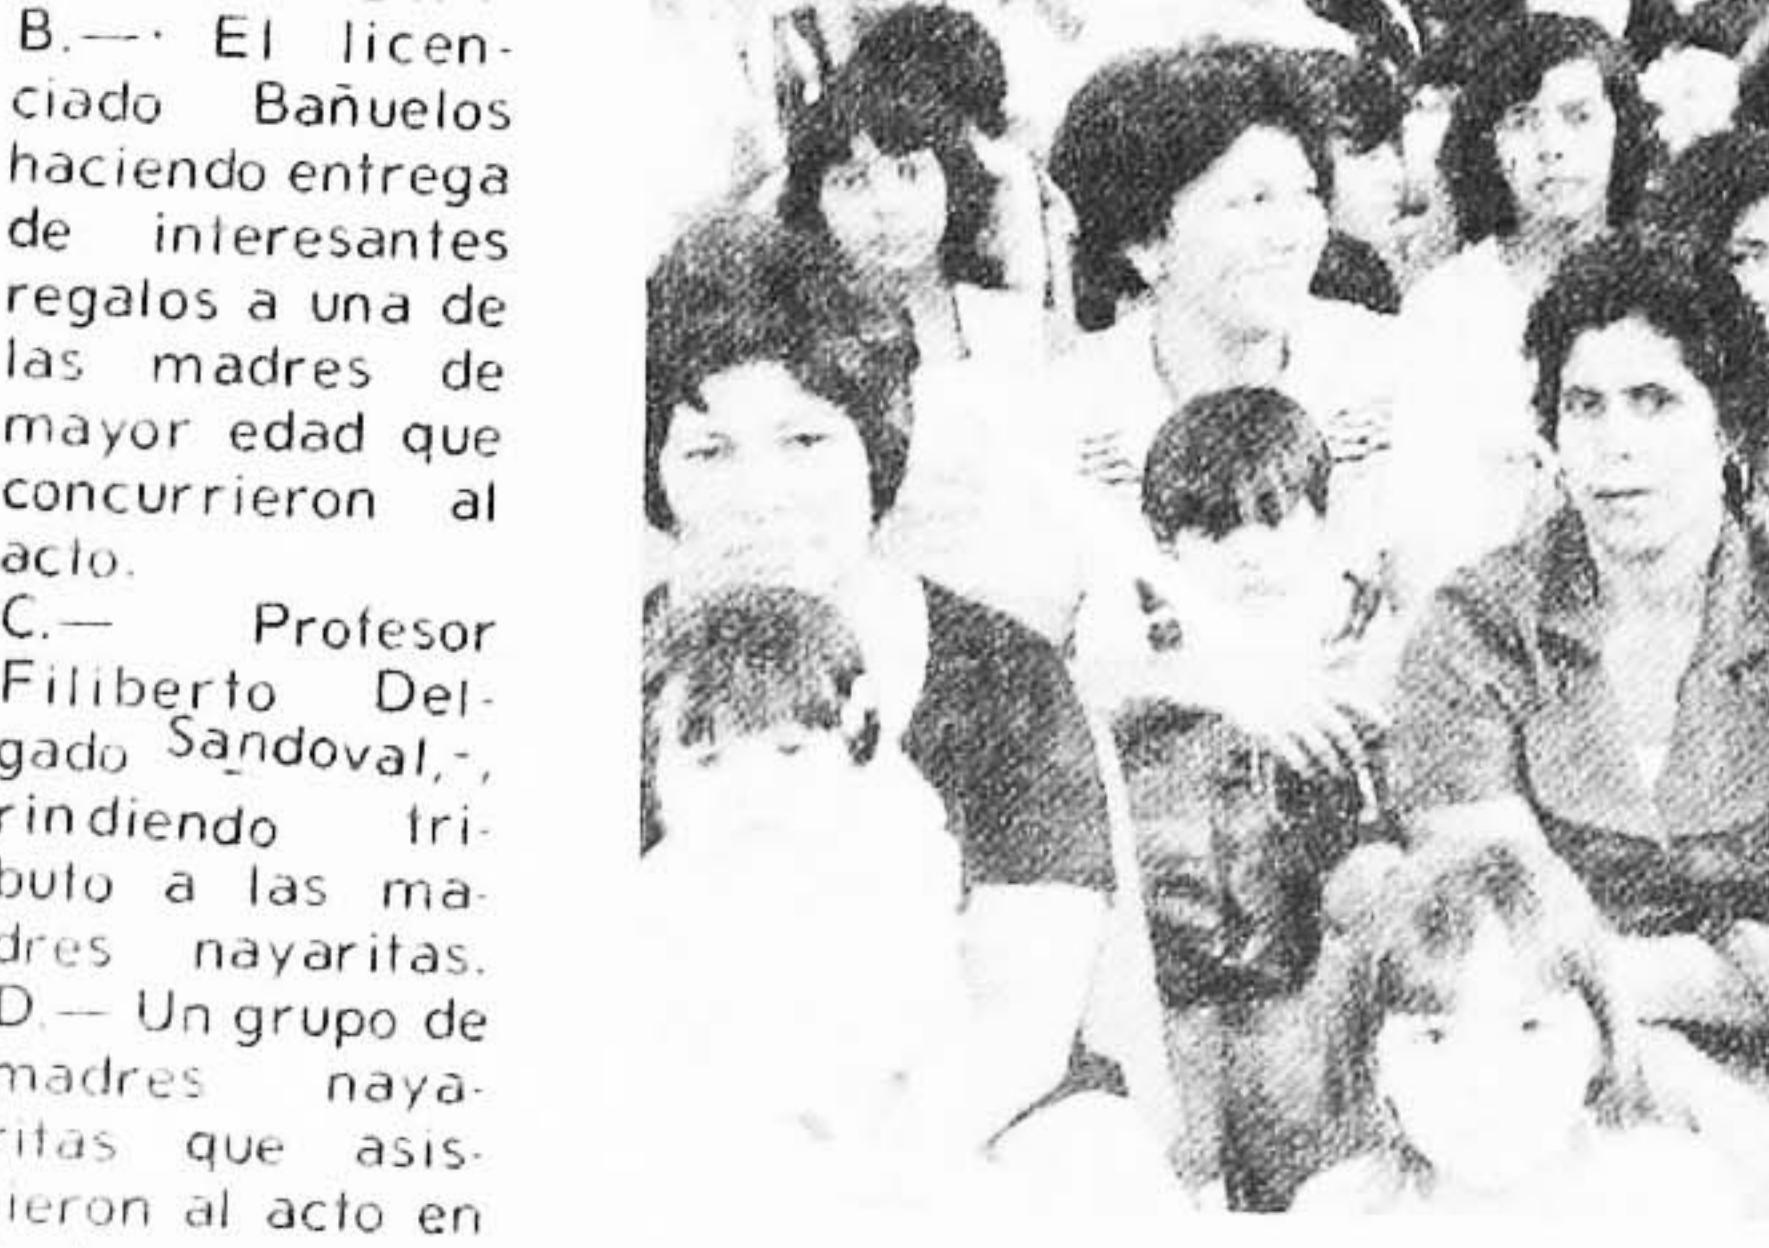 B.— El licen-
ciado Bañuelos
haciendo entrega
de interesantes
regalos a una de
las madres de
mayor edad que
concurrieron al
acto.
C.— Profesor
Filiberto Del-
gado Sandoval,-,
rindiendo tri-
buto a las ma-
dres nayaritas.
D.— Un grupo de
madres naya-
ritas que asis-
tieron al acto en